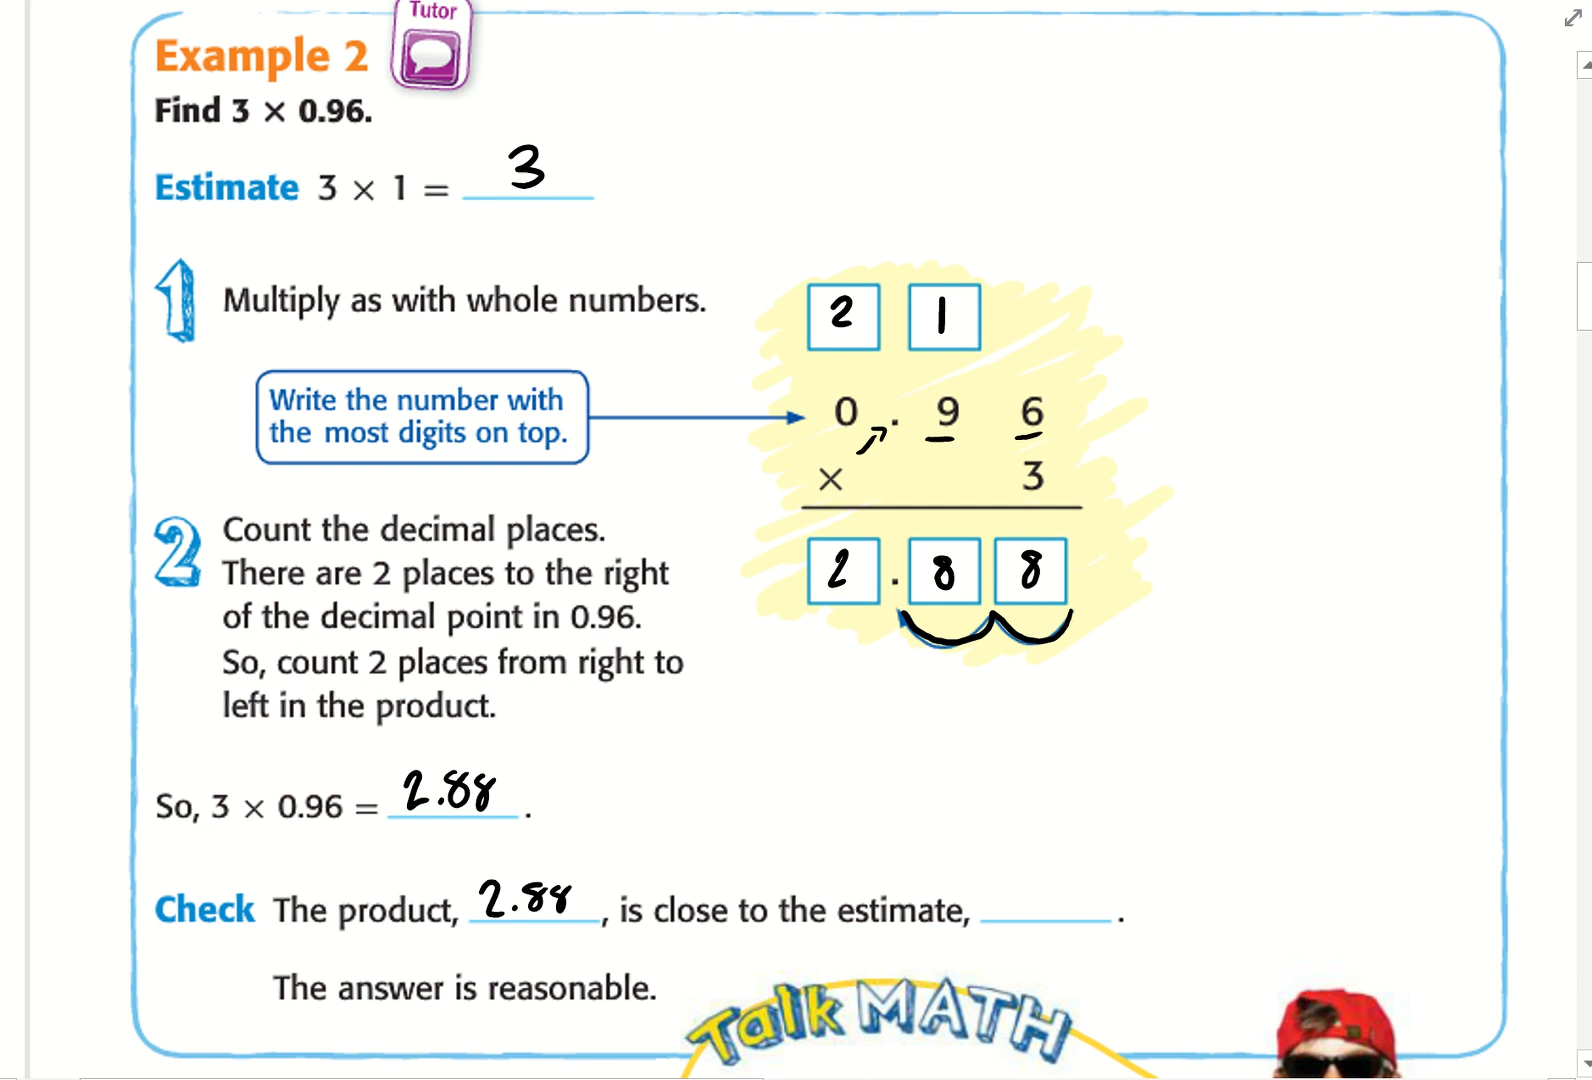 Tutor
Example 2
Find 3 × 0.96.
Estimate 3 × 1 = 3
1 Multiply as with whole numbers.
2 1
Write the number with
the most digits on top.
0 . 9 6
× 3
2 . 8 8
2 Count the decimal places.
There are 2 places to the right
of the decimal point in 0.96.
So, count 2 places from right to
left in the product.
So, 3 × 0.96 = 2.88 .
Check The product, 2.88 , is close to the estimate, ______ .
The answer is reasonable.
Talk MATH